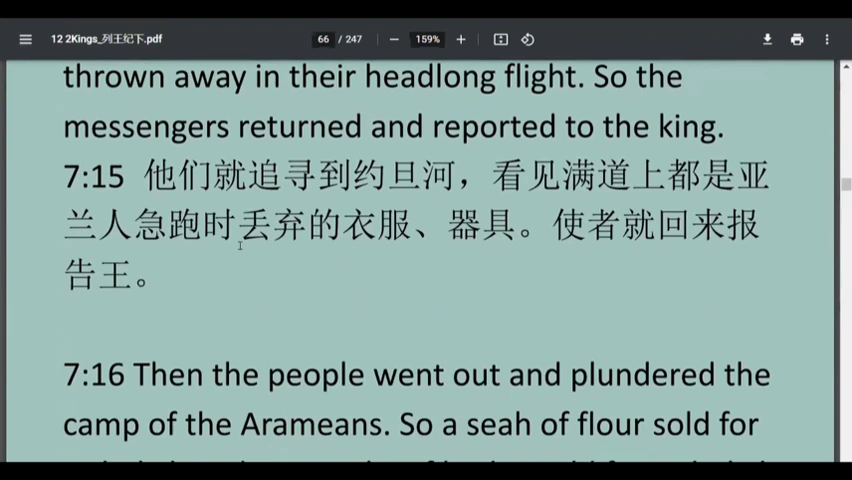 12 2Kings_列王纪下.pdf
66 / 247
159%
thrown away in their headlong flight. So the
messengers returned and reported to the king.
7:15 他们就追寻到约旦河，看见满道上都是亚
兰人急跑时丢弃的衣服、器具。使者就回来报
告王。
7:16 Then the people went out and plundered the
camp of the Arameans. So a seah of flour sold for